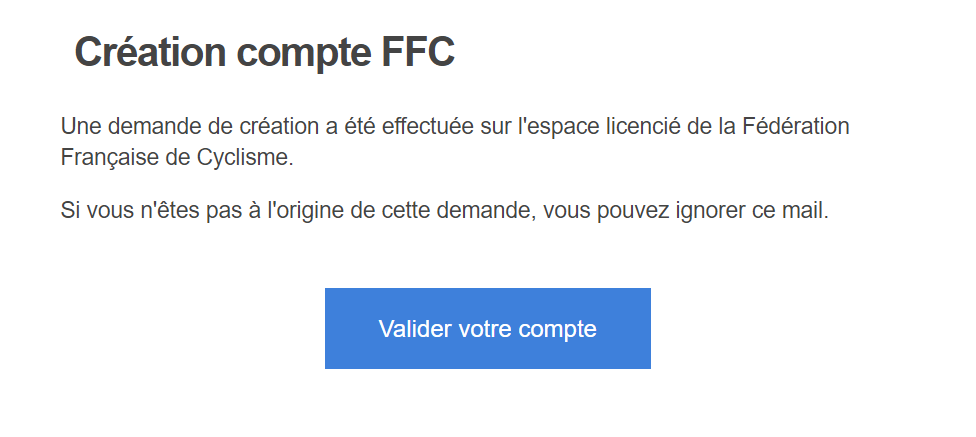 Création compte FFC
Une demande de création a été effectuée sur l'espace licencié de la Fédération
Française de Cyclisme.
Si vous n'êtes pas à l'origine de cette demande, vous pouvez ignorer ce mail.
Valider votre compte